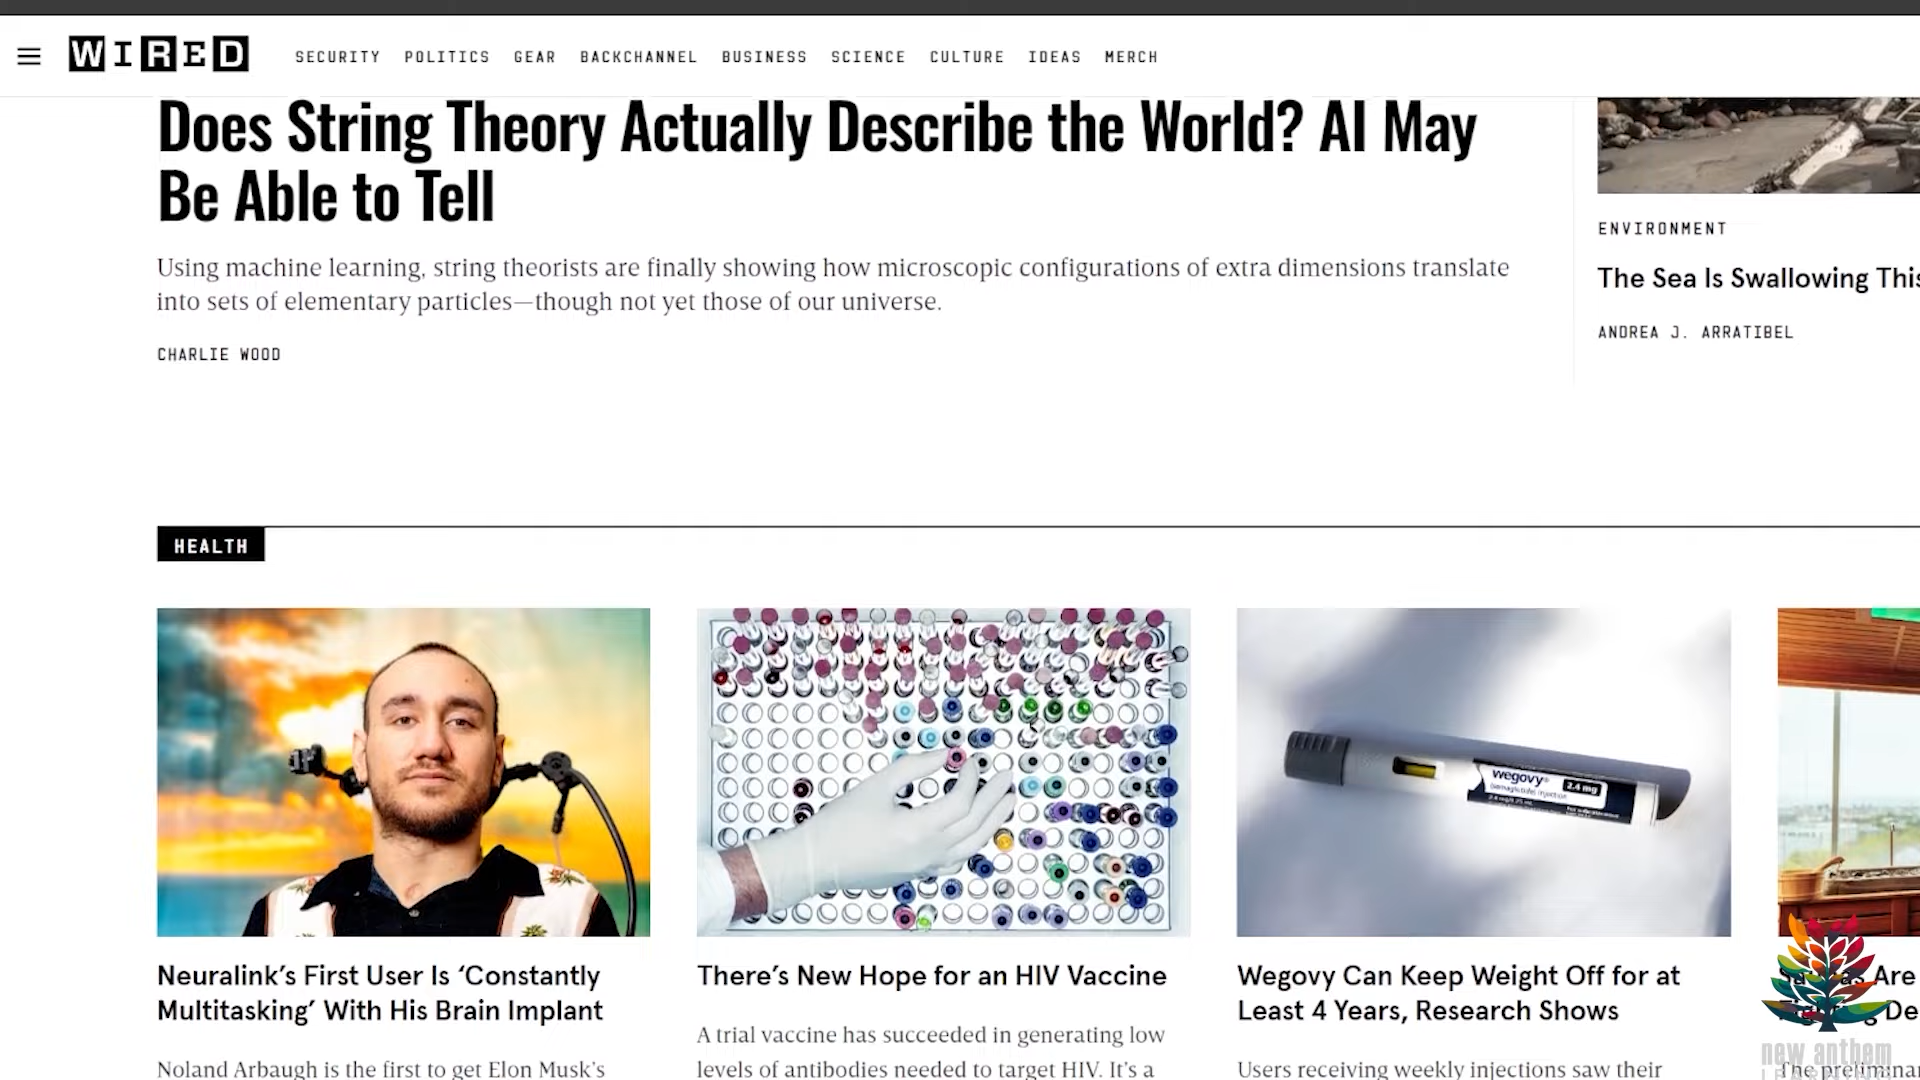 WIRED
SECURITY POLITICS GEAR BACKCHANNEL BUSINESS SCIENCE CULTURE IDEAS MERCH
Does String Theory Actually Describe the World? AI May
Be Able to Tell
Using machine learning, string theorists are finally showing how microscopic configurations of extra dimensions translate
into sets of elementary particles—though not yet those of our universe.
CHARLIE WOOD
ENVIRONMENT
The Sea Is Swallowing This
ANDREA J. ARRATIBEL
HEALTH
wegovy
2.4 mg
Neuralink’s First User Is ‘Constantly
Multitasking’ With His Brain Implant
Noland Arbaugh is the first to get Elon Musk’s
There’s New Hope for an HIV Vaccine
A trial vaccine has succeeded in generating low
levels of antibodies needed to target HIV. It’s a
Wegovy Can Keep Weight Off for at
Least 4 Years, Research Shows
Users receiving weekly injections saw their
Are
new anthem